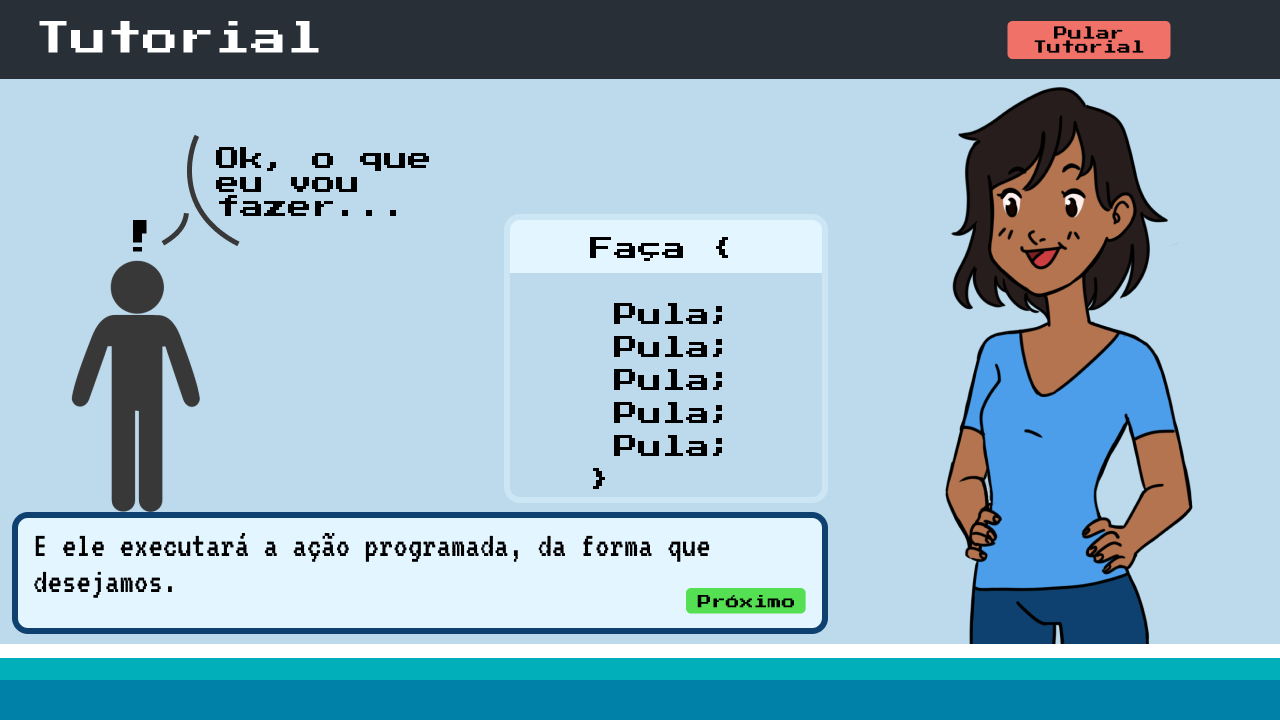 Tutorial
Pular
Tutorial
Ok, o que
eu vou
fazer...
!
Faça {
Pula;
Pula;
Pula;
Pula;
Pula;
}
E ele executará a ação programada, da forma que
desejamos.
Próximo